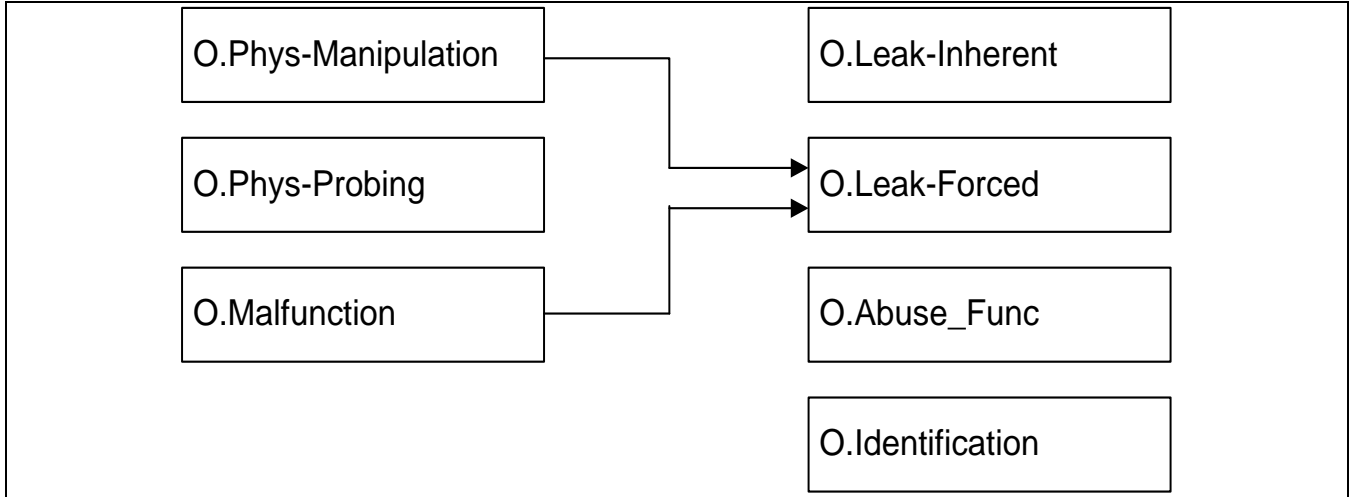 O.Phys-Manipulation
O.Leak-Inherent
O.Phys-Probing
O.Leak-Forced
O.Malfunction
O.Abuse_Func
O.Identification